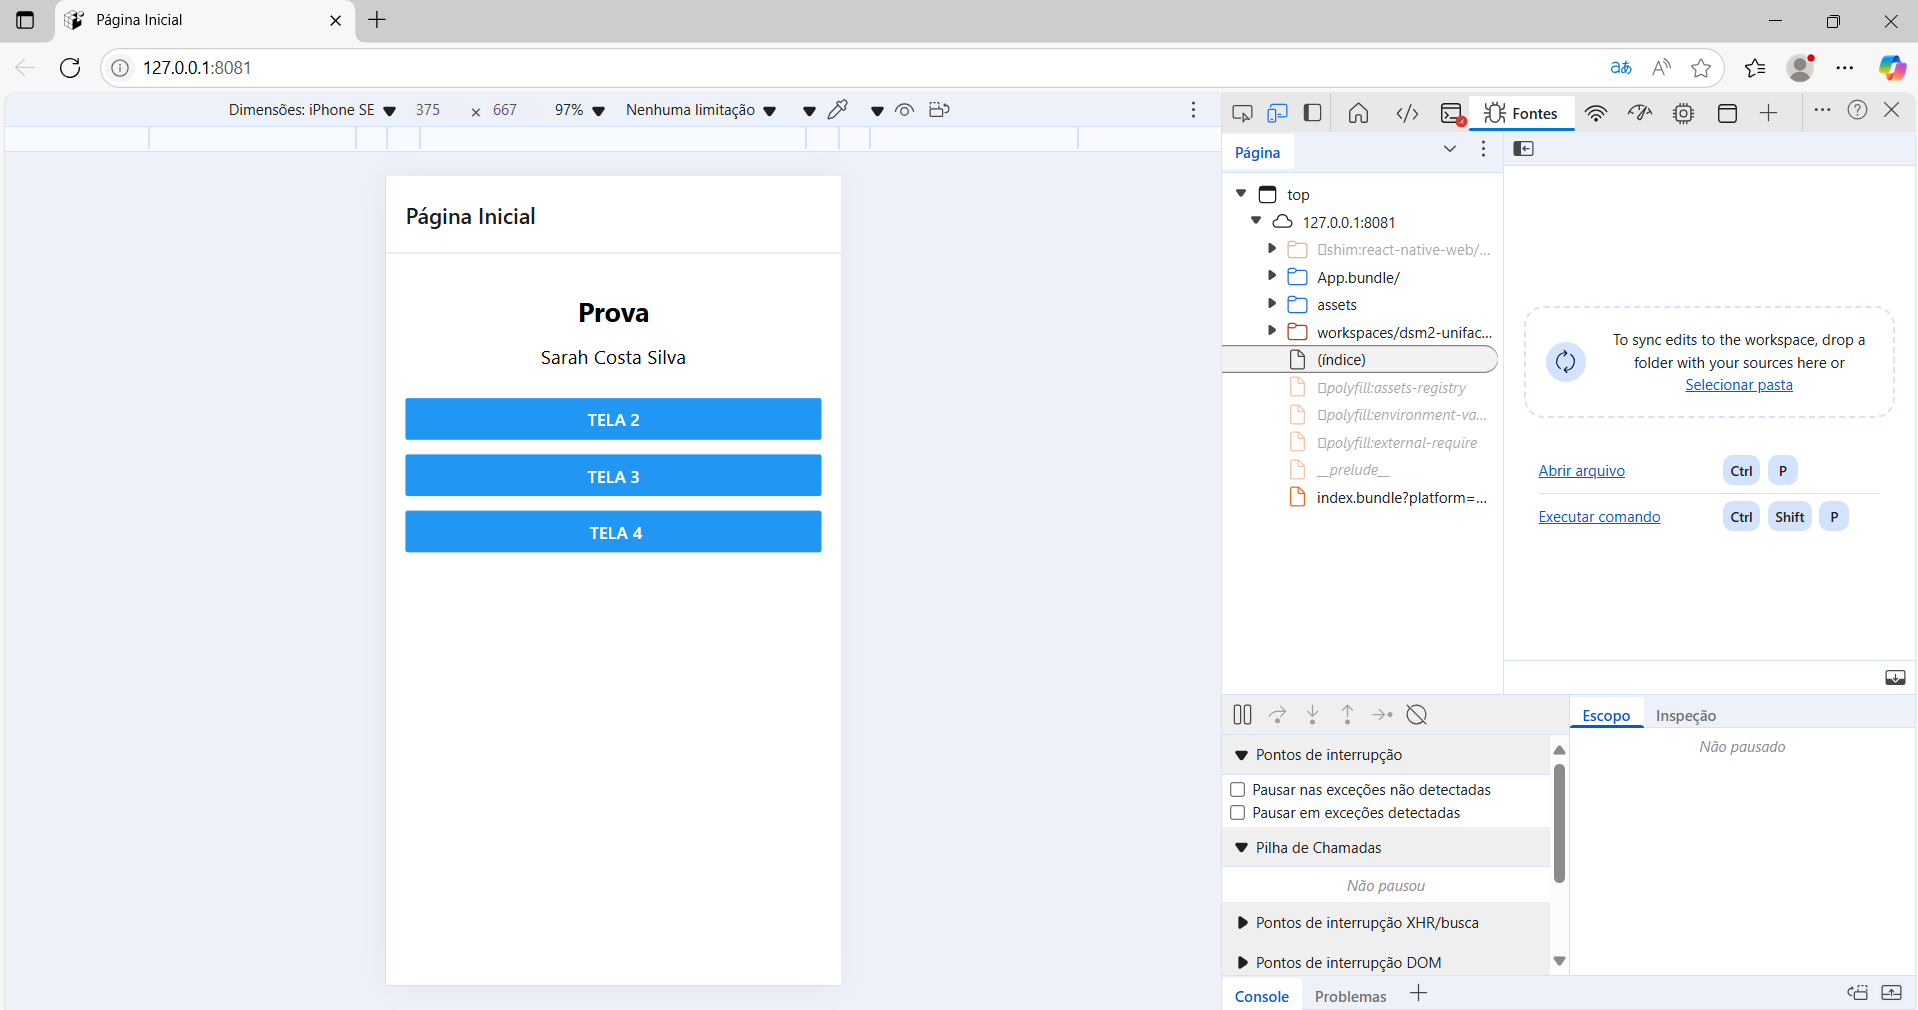 Página Inicial
127.0.0.1:8081
Dimensões: iPhone SE 375 × 667 97% Nenhuma limitação
Fontes
Página
top
127.0.0.1:8081
shim:react-native-web/...
App.bundle/
assets
workspaces/dsm2-unifac...
(índice)
polyfill:assets-registry
polyfill:environment-va...
polyfill:external-require
__prelude__
index.bundle?platform=...
To sync edits to the workspace, drop a
folder with your sources here or
Selecionar pasta
Abrir arquivo Ctrl P
Executar comando Ctrl Shift P
Página Inicial
Prova
Sarah Costa Silva
TELA 2
TELA 3
TELA 4
Escopo Inspeção
Não pausado
Pontos de interrupção
Pausar nas exceções não detectadas
Pausar em exceções detectadas
Pilha de Chamadas
Não pausou
Pontos de interrupção XHR/busca
Pontos de interrupção DOM
Console Problemas